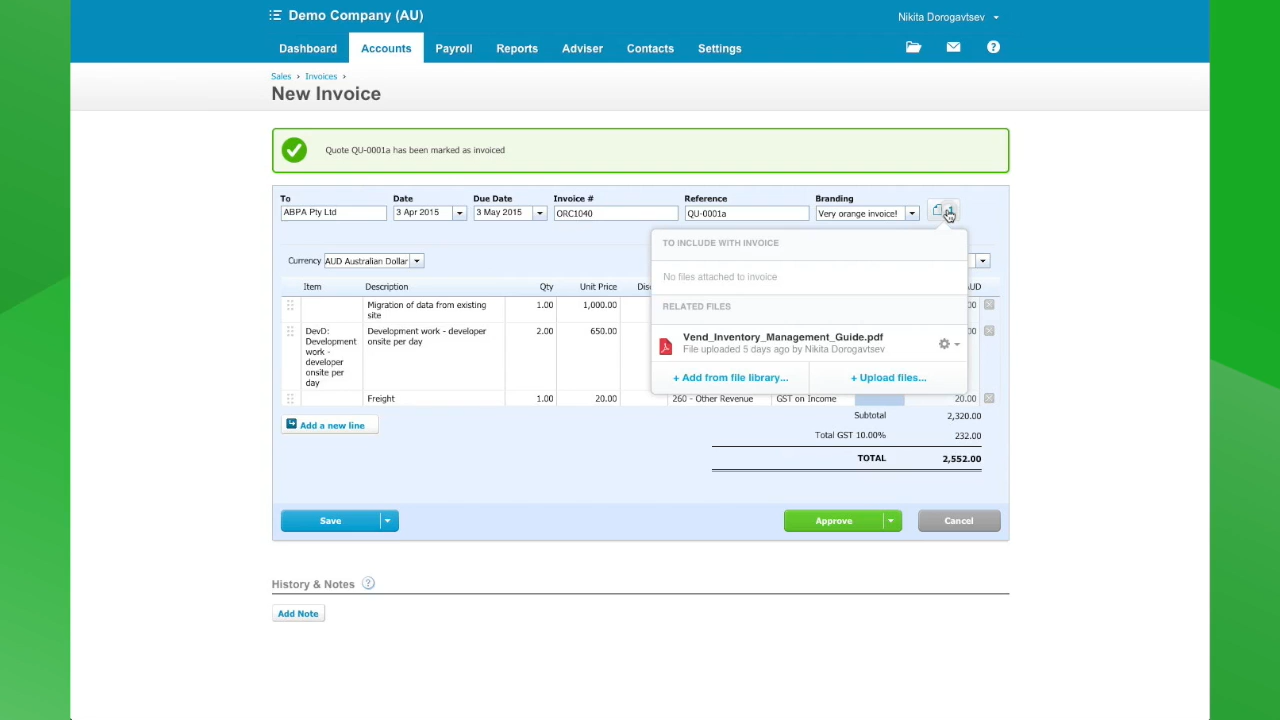 Demo Company (AU)
Nikita Dorogavtsev
Dashboard Accounts Payroll Reports Adviser Contacts Settings
Sales › Invoices ›
New Invoice
Quote QU-0001a has been marked as invoiced
To Date Due Date Invoice # Reference Branding
ABPA Pty Ltd 3 Apr 2015 3 May 2015 ORC1040 QU-0001a Very orange invoice!
TO INCLUDE WITH INVOICE
Currency AUD Australian Dollar
No files attached to invoice
Item Description Qty Unit Price
RELATED FILES
Migration of data from existing site 1.00 1,000.00
DevD: Development work - developer onsite per day Development work - developer onsite per day 2.00 650.00
Vend_Inventory_Management_Guide.pdf
File uploaded 5 days ago by Nikita Dorogavtsev
+ Add from file library... + Upload files...
Freight 1.00 20.00 260 - Other Revenue GST on Income 20.00
Add a new line
Subtotal 2,320.00
Total GST 10.00% 232.00
TOTAL 2,552.00
Save Approve Cancel
History & Notes ?
Add Note